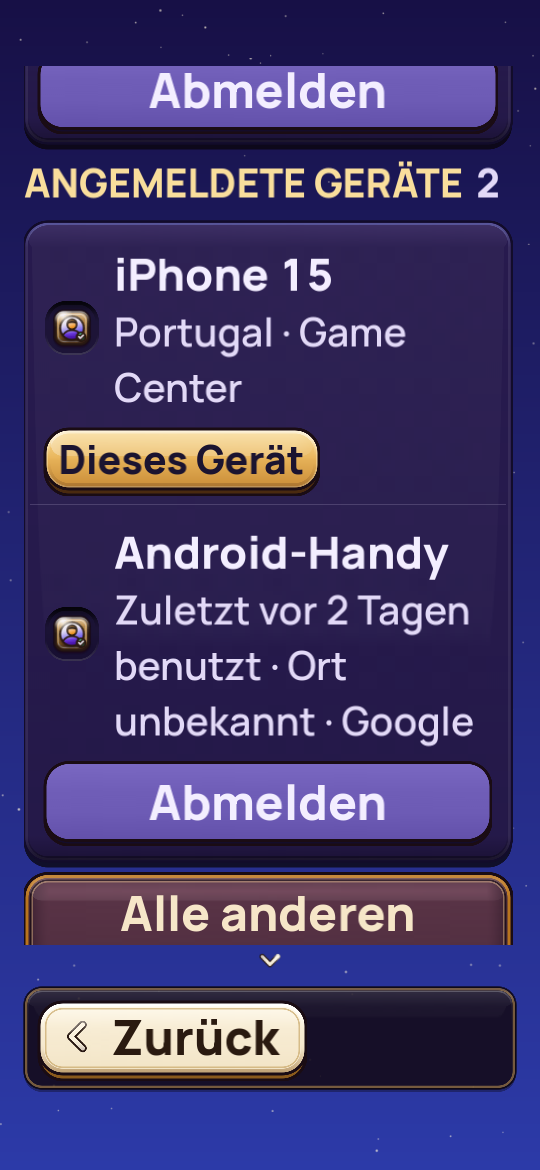 Abmelden
ANGEMELDETE GERÄTE 2
iPhone 15
Portugal · Game
Center
Dieses Gerät
Android-Handy
Zuletzt vor 2 Tagen
benutzt · Ort
unbekannt · Google
Abmelden
Alle anderen
Zurück